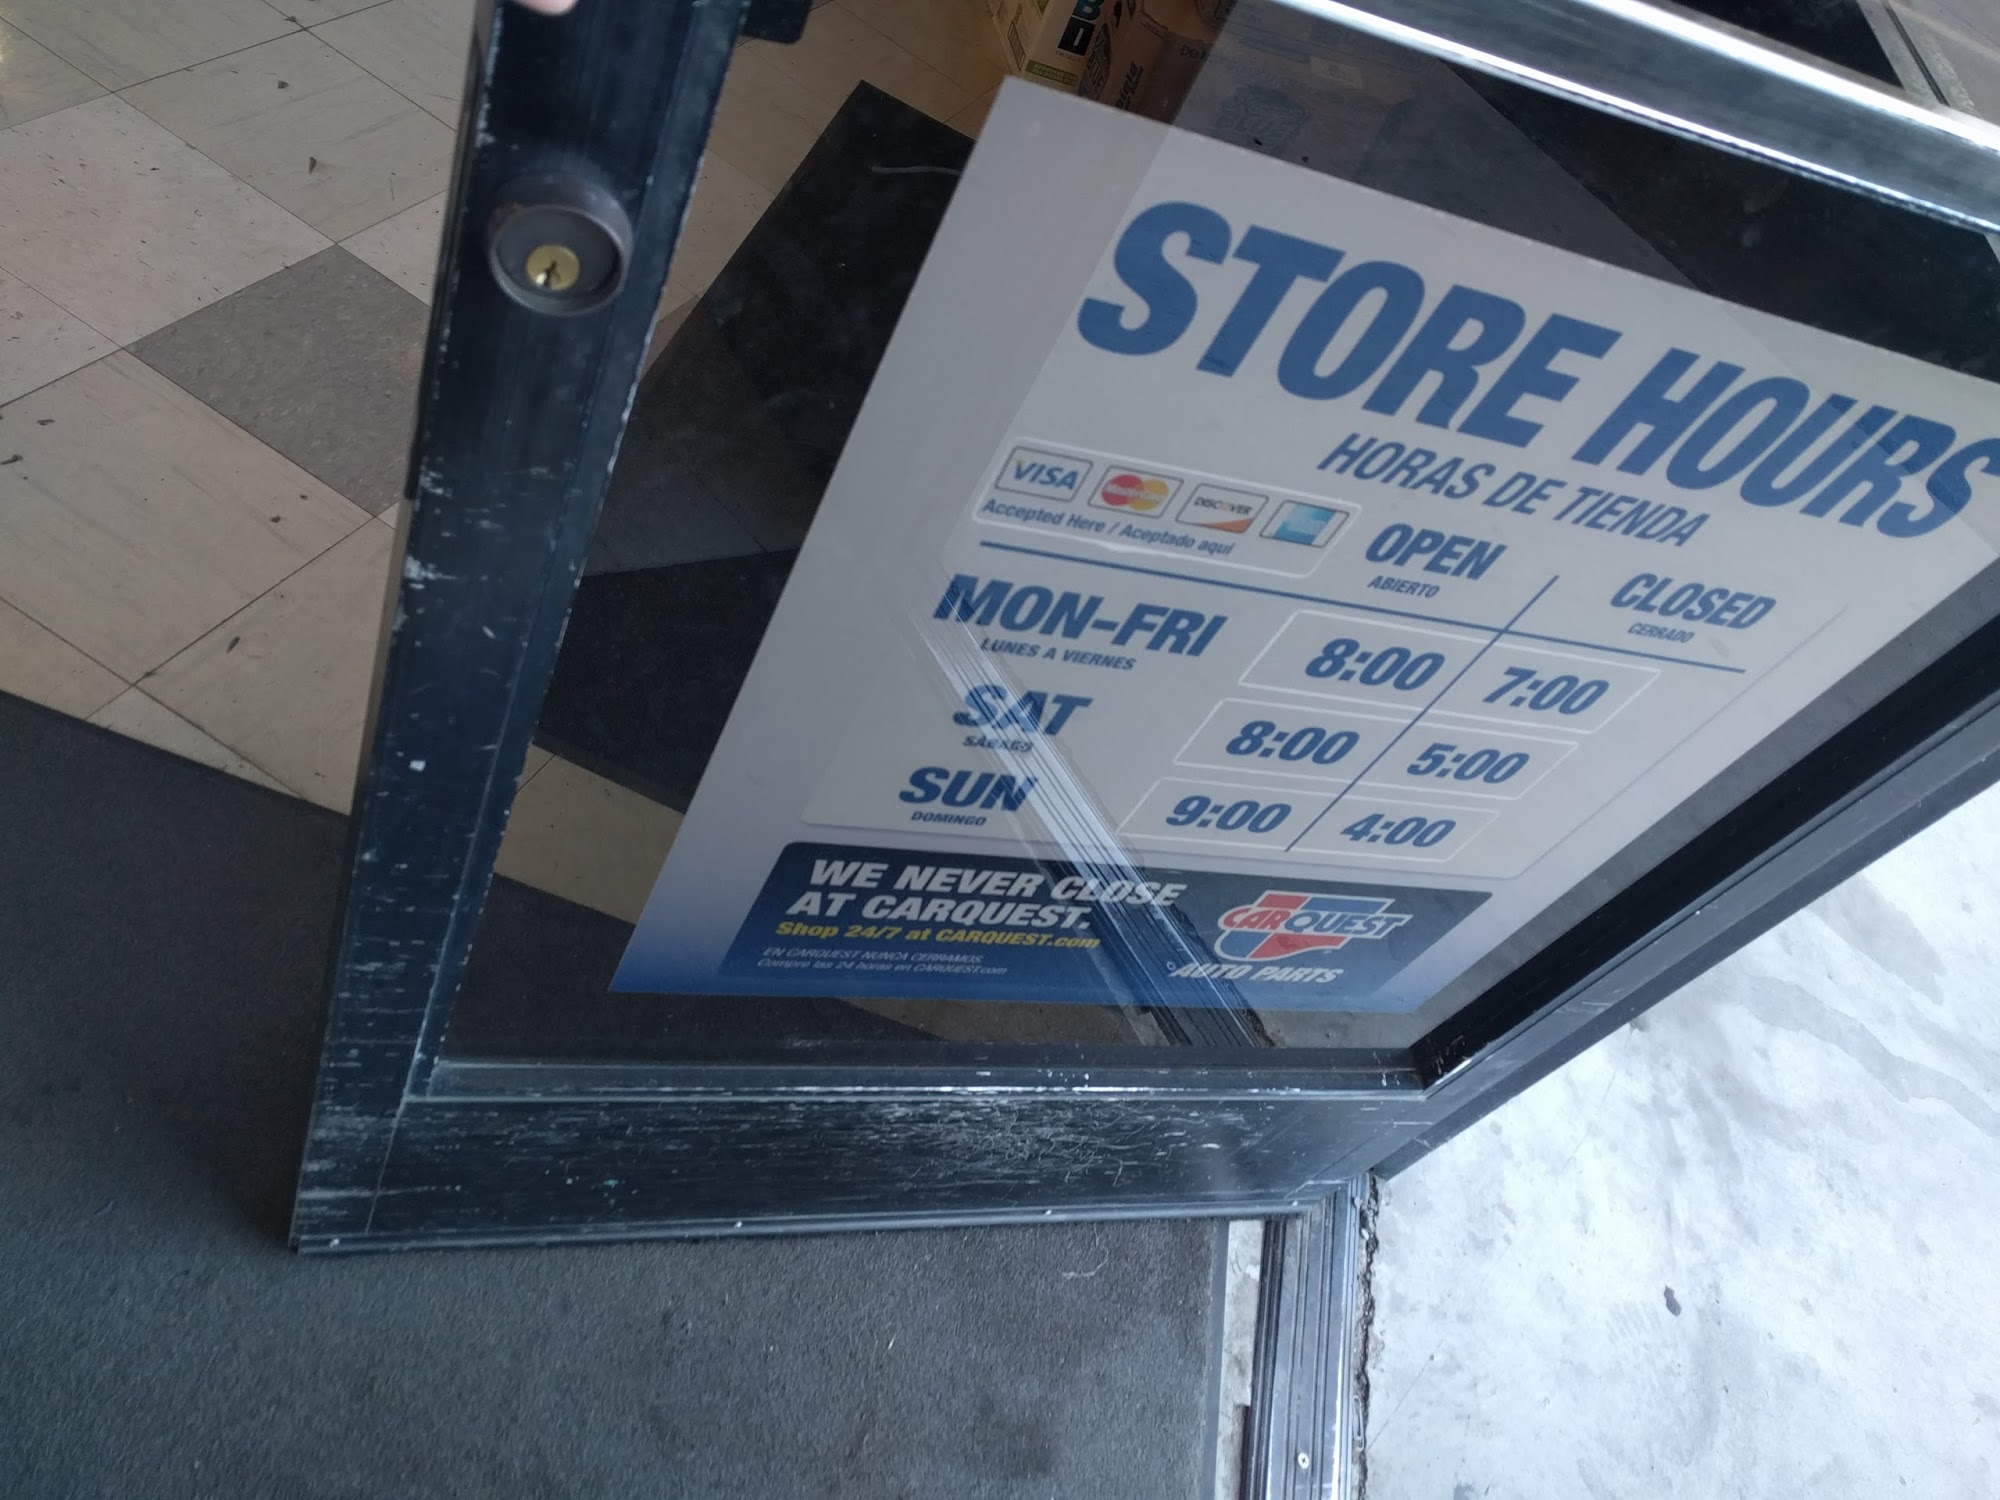 STORE HOURS
HORAS DE TIENDA
VISA MasterCard DISCOVER
Accepted Here / Aceptado aquí
OPEN CLOSED
ABIERTO CERRADO
MON-FRI 8:00 7:00
LUNES A VIERNES
SAT 8:00 5:00
SÁBADO
SUN 9:00 4:00
DOMINGO
WE NEVER CLOSE
AT CARQUEST.
Shop 24/7 at CARQUEST.com
EN CARQUEST NUNCA CERRAMOS.
Compre las 24 horas en CARQUEST.com
CARQUEST
AUTO PARTS